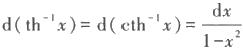 d(th⁻¹x) = d(cth⁻¹x) = dx/(1−x²)